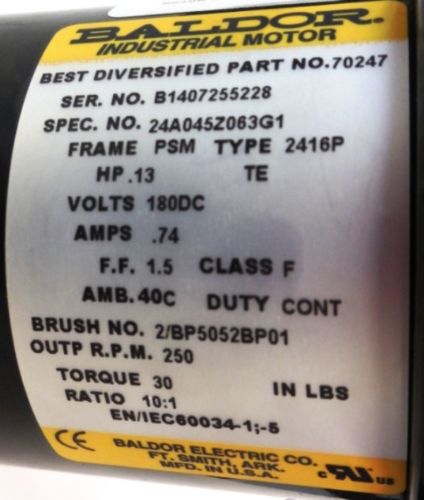 BALDOR
INDUSTRIAL MOTOR
BEST DIVERSIFIED PART NO.70247
SER. NO. B1407255228
SPEC. NO. 24A045Z063G1
FRAME PSM TYPE 2416P
HP .13 TE
VOLTS 180DC
AMPS .74
F.F. 1.5 CLASS F
AMB. 40C DUTY CONT
BRUSH NO. 2/BP5052BP01
OUTP R.P.M. 250
TORQUE 30 IN LBS
RATIO 10:1
EN/IEC60034-1;-5
CE BALDOR ELECTRIC CO. c RU us
FT. SMITH, ARK.
MFD. IN U.S.A.